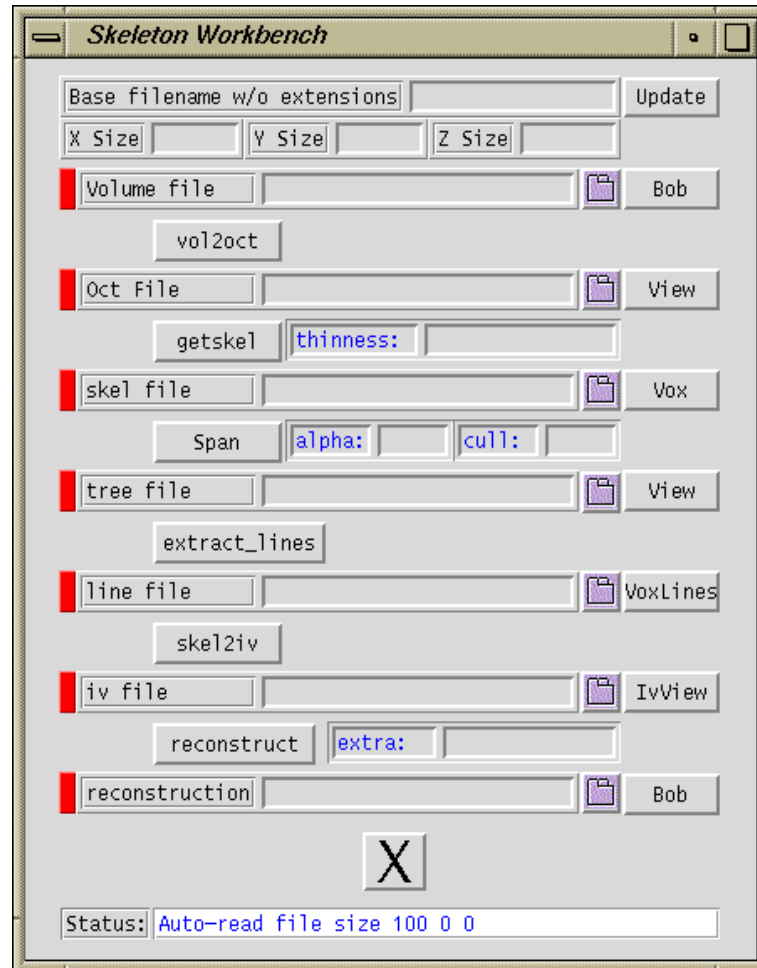 Skeleton Workbench
Base filename w/o extensions Update
X Size Y Size Z Size
Volume file Bob
vol2oct
Oct File View
getskel thinness:
skel file Vox
Span alpha: cull:
tree file View
extract_lines
line file VoxLines
skel2iv
iv file IvView
reconstruct extra:
reconstruction Bob
X
Status: Auto-read file size 100 0 0